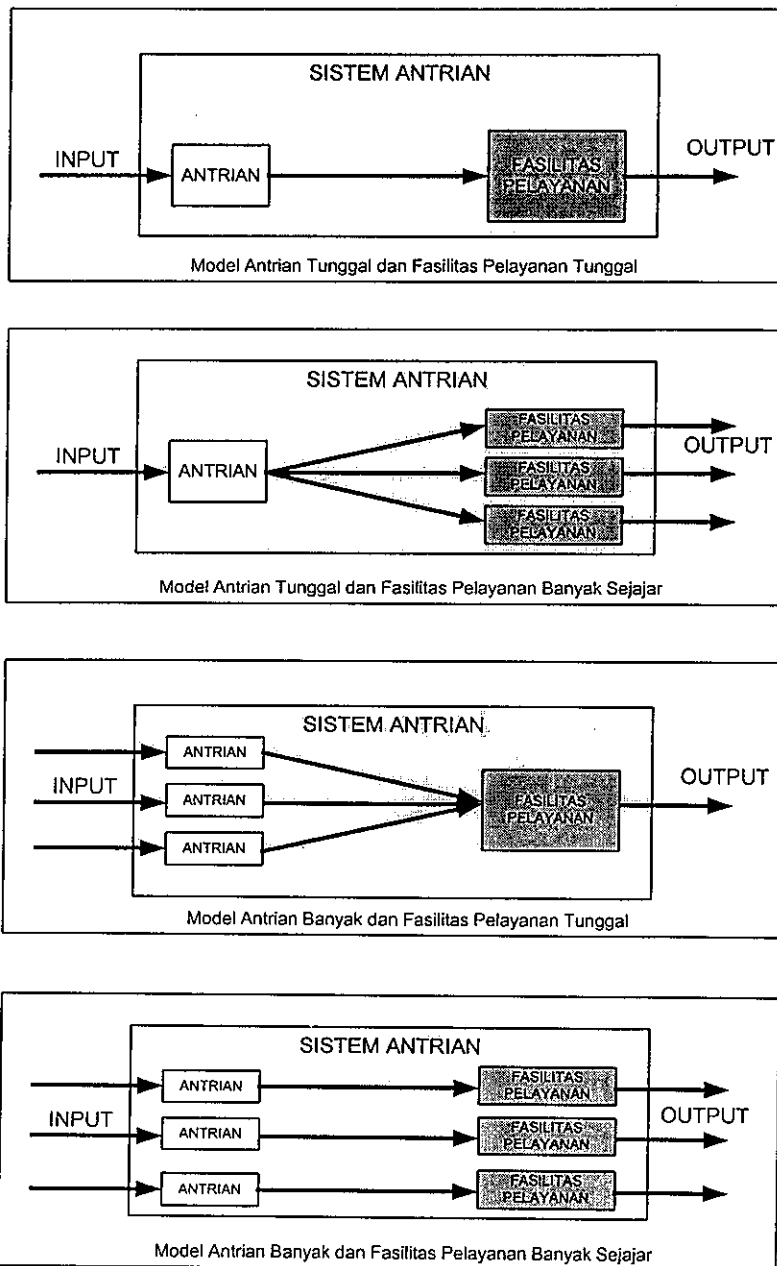 SISTEM ANTRIAN
INPUT
ANTRIAN
FASILITAS
PELAYANAN
OUTPUT
Model Antrian Tunggal dan Fasilitas Pelayanan Tunggal
SISTEM ANTRIAN
INPUT
ANTRIAN
FASILITAS
PELAYANAN
FASILITAS
PELAYANAN
FASILITAS
PELAYANAN
OUTPUT
Model Antrian Tunggal dan Fasilitas Pelayanan Banyak Sejajar
SISTEM ANTRIAN
INPUT
ANTRIAN
ANTRIAN
ANTRIAN
FASILITAS
PELAYANAN
OUTPUT
Model Antrian Banyak dan Fasilitas Pelayanan Tunggal
SISTEM ANTRIAN
INPUT
ANTRIAN
ANTRIAN
ANTRIAN
FASILITAS
PELAYANAN
FASILITAS
PELAYANAN
FASILITAS
PELAYANAN
OUTPUT
Model Antrian Banyak dan Fasilitas Pelayanan Banyak Sejajar